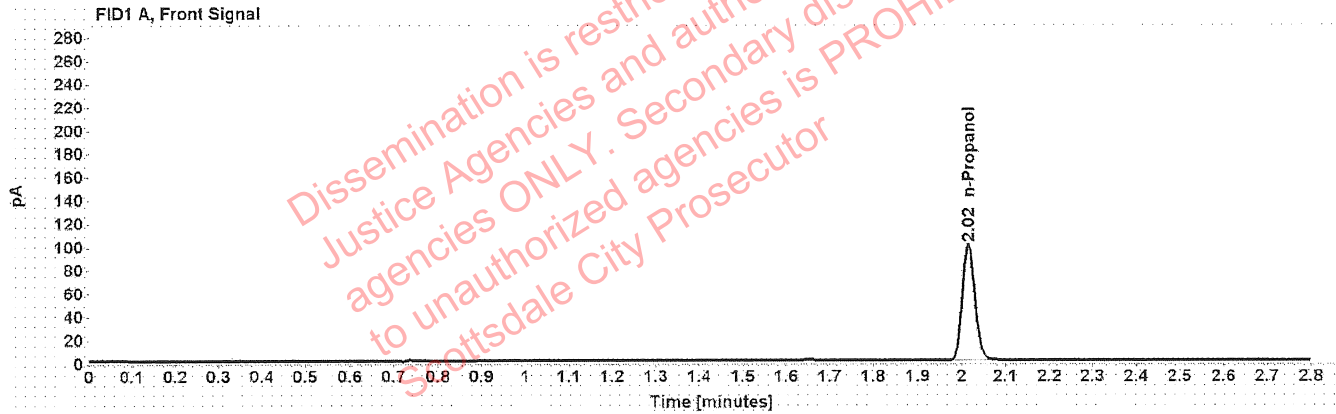 FID1 A, Front Signal
280
260
240
220
200
180
160
140
120
100
80
60
40
20
0
pA
2.02 n-Propanol
0 0.1 0.2 0.3 0.4 0.5 0.6 0.7 0.8 0.9 1 1.1 1.2 1.3 1.4 1.5 1.6 1.7 1.8 1.9 2 2.1 2.2 2.3 2.4 2.5 2.6 2.7 2.8
Time [minutes]
Dissemination is
Justice Agencies and
agencies ONLY. Secondary
to unauthorized agencies is
Scottsdale City Prosecutor